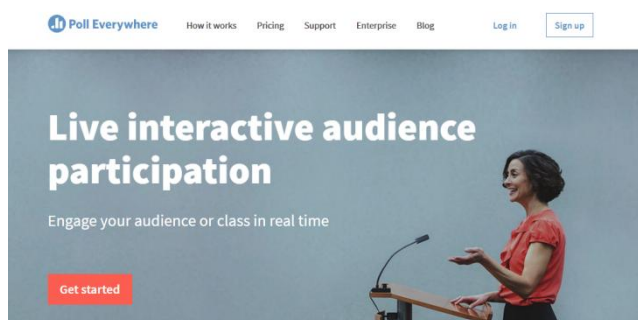 Poll Everywhere How it works Pricing Support Enterprise Blog Log in Sign up
Live interactive audience
participation
Engage your audience or class in real time
Get started